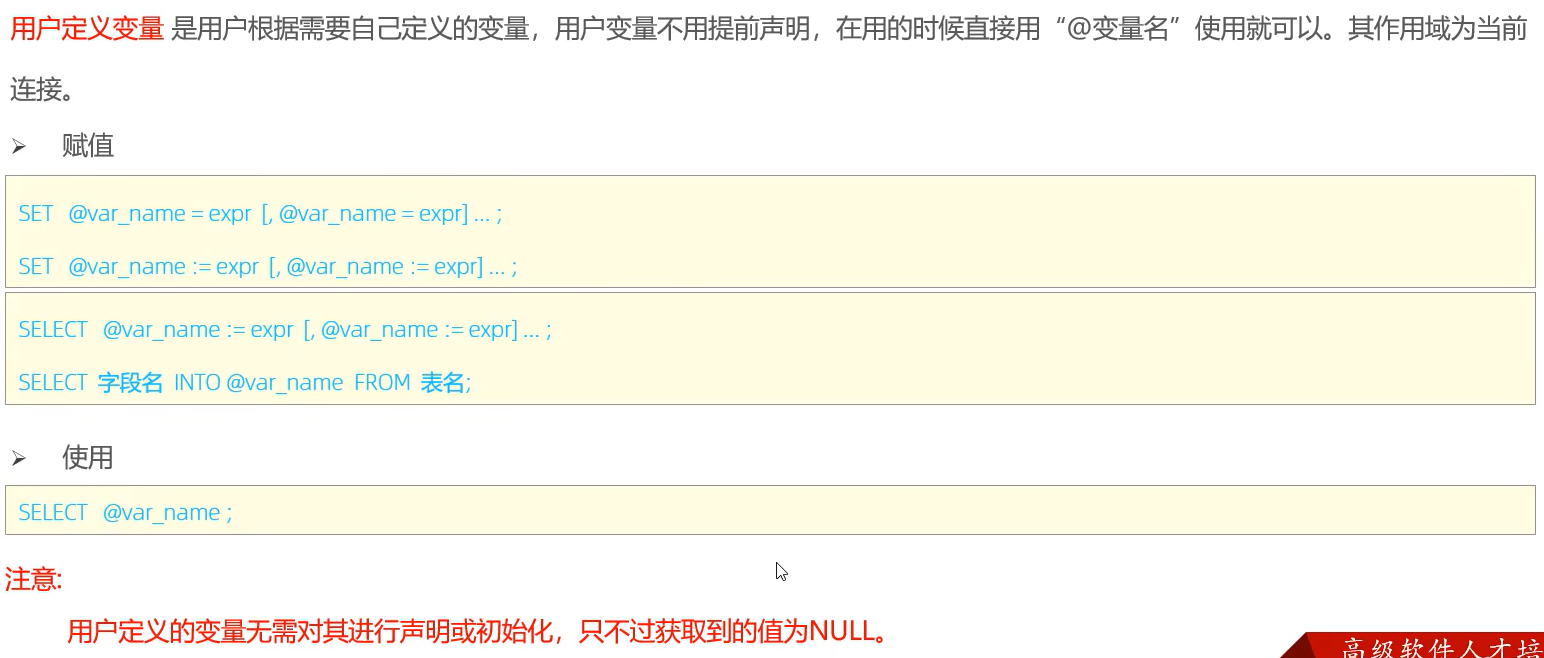 用户定义变量 是用户根据需要自己定义的变量，用户变量不用提前声明，在用的时候直接用“@变量名”使用就可以。其作用域为当前
连接。
➢ 赋值
SET @var_name = expr [, @var_name = expr] ... ;
SET @var_name := expr [, @var_name := expr] ... ;
SELECT @var_name := expr [, @var_name := expr] ... ;
SELECT 字段名 INTO @var_name FROM 表名;
➢ 使用
SELECT @var_name ;
注意:
用户定义的变量无需对其进行声明或初始化，只不过获取到的值为NULL。
高级软件人才培